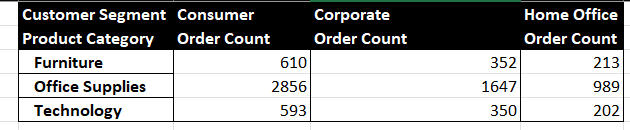 Customer Segment Consumer Corporate Home Office
Product Category Order Count Order Count Order Count
Furniture 610 352 213
Office Supplies 2856 1647 989
Technology 593 350 202